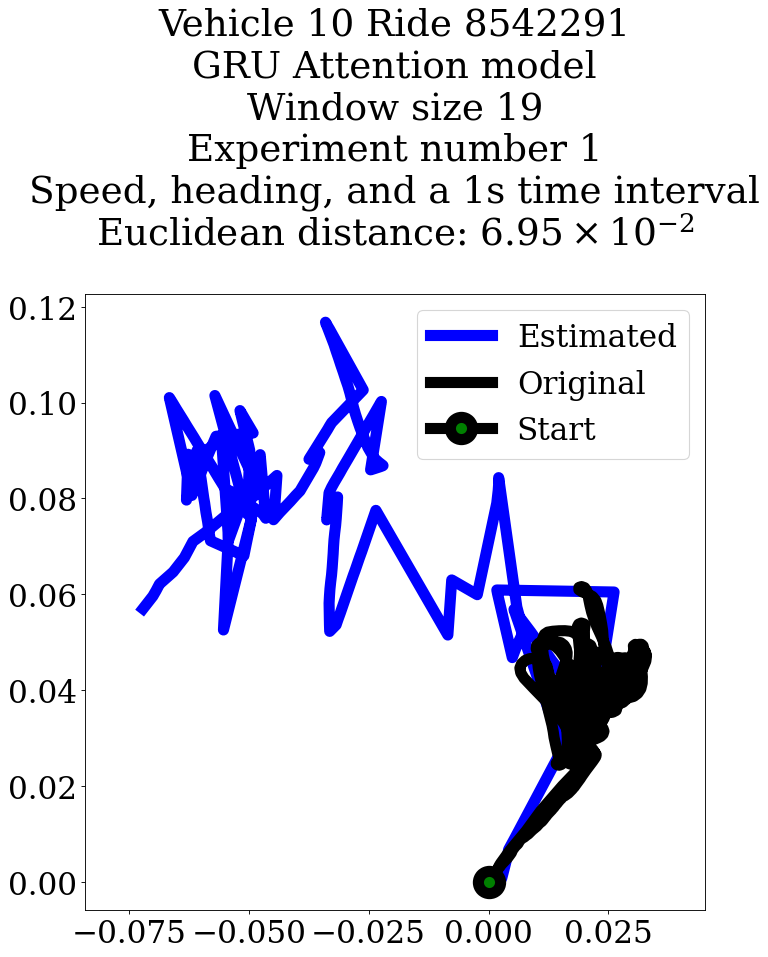 Vehicle 10 Ride 8542291
GRU Attention model
Window size 19
Experiment number 1
Speed, heading, and a 1s time interval
Euclidean distance: 6.95 × 10⁻²
Estimated
Original
Start
0.12
0.10
0.08
0.06
0.04
0.02
0.00
−0.075 −0.050 −0.025 0.000 0.025